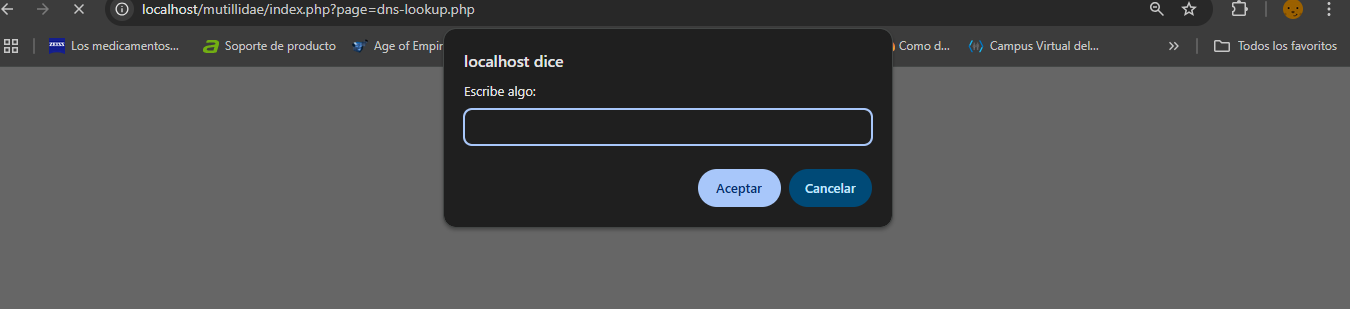 localhost/mutillidae/index.php?page=dns-lookup.php
ZEISS Los medicamentos... Soporte de producto Age of Empir Como d... Campus Virtual del... Todos los favoritos
localhost dice
Escribe algo:
Aceptar Cancelar